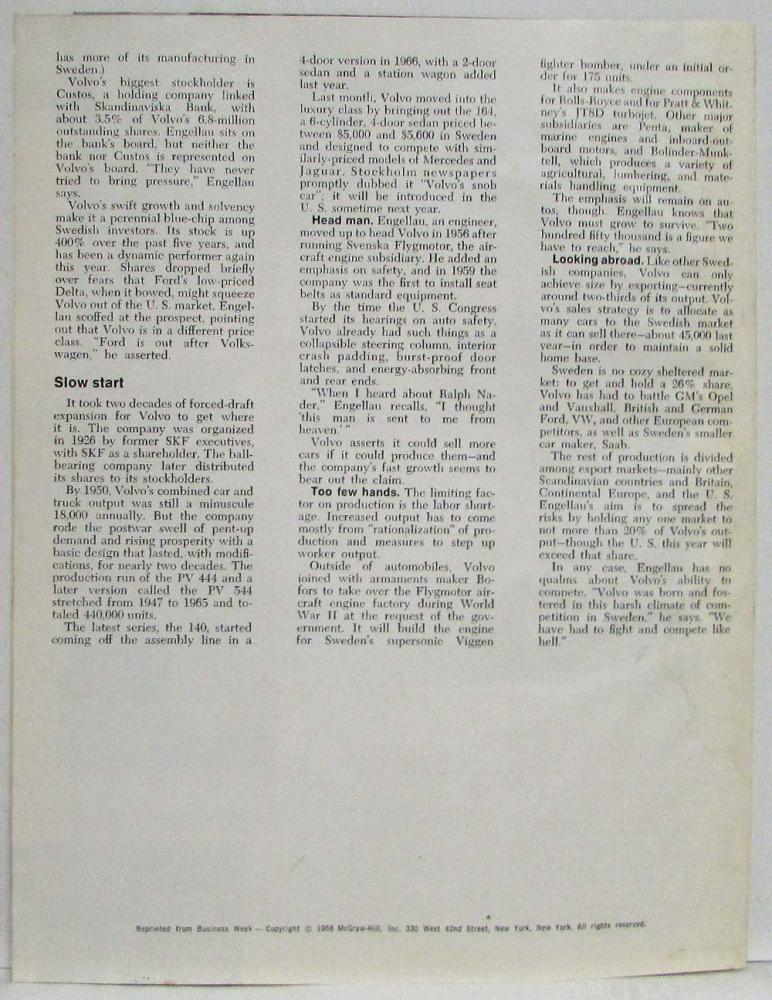 has more of its manufacturing in
Sweden.)
Volvo's biggest stockholder is
Custos, a holding company linked
with Skandinaviska Bank, with
about 3.5% of Volvo's 6.8-million
outstanding shares. Engellau sits on
the bank's board, but neither the
bank nor Custos is represented on
Volvo's board. "They have never
tried to bring pressure," Engellau
says.
Volvo's swift growth and solvency
make it a perennial blue-chip among
Swedish investors. Its stock is up
400% over the past five years, and
has been a dynamic performer again
this year. Shares dropped briefly
over fears that Ford's low-priced
Delta, when it bowed, might squeeze
Volvo out of the U. S. market. Engel-
lau scoffed at the prospect, pointing
out that Volvo is in a different price
class. "Ford is out after Volks-
wagen," he asserted.
Slow start
It took two decades of forced-draft
expansion for Volvo to get where
it is. The company was organized
in 1926 by former SKF executives,
with SKF as a shareholder. The ball-
bearing company later distributed
its shares to its stockholders.
By 1950, Volvo's combined car and
truck output was still a minuscule
18,000 annually. But the company
rode the postwar swell of pent-up
demand and rising prosperity with a
basic design that lasted, with modifi-
cations, for nearly two decades. The
production run of the PV 444 and a
later version called the PV 544
stretched from 1947 to 1965 and to-
taled 440,000 units.
The latest series, the 140, started
coming off the assembly line in a
4-door version in 1966, with a 2-door
sedan and a station wagon added
last year.
Last month, Volvo moved into the
luxury class by bringing out the 164,
a 6-cylinder, 4-door sedan priced be-
tween $5,000 and $5,600 in Sweden
and designed to compete with sim-
ilarly-priced models of Mercedes and
Jaguar. Stockholm newspapers
promptly dubbed it "Volvo's snob
car"; it will be introduced in the
U. S. sometime next year.
Head man. Engellau, an engineer,
moved up to head Volvo in 1956 after
running Svenska Flygmotor, the air-
craft engine subsidiary. He added an
emphasis on safety, and in 1959 the
company was the first to install seat
belts as standard equipment.
By the time the U. S. Congress
started its hearings on auto safety,
Volvo already had such things as a
collapsible steering column, interior
crash padding, burst-proof door
latches, and energy-absorbing front
and rear ends.
"When I heard about Ralph Na-
der," Engellau recalls, "I thought
'this man is sent to me from
heaven.'"
Volvo asserts it could sell more
cars if it could produce them—and
the company's fast growth seems to
bear out the claim.
Too few hands. The limiting fac-
tor on production is the labor short-
age. Increased output has to come
mostly from "rationalization" of pro-
duction and measures to step up
worker output.
Outside of automobiles, Volvo
joined with armaments maker Bo-
fors to take over the Flygmotor air-
craft engine factory during World
War II at the request of the gov-
ernment. It will build the engine
for Sweden's supersonic Viggen
fighter bomber, under an initial or-
der for 175 units.
It also makes engine components
for Rolls-Royce and for Pratt & Whit-
ney's JT8D turbojet. Other major
subsidiaries are Penta, maker of
marine engines and inboard-out-
board motors, and Bolinder-Munk-
tell, which produces a variety of
agricultural, lumbering, and mate-
rials handling equipment.
The emphasis will remain on au-
tos, though. Engellau knows that
Volvo must grow to survive. "Two
hundred fifty thousand is a figure we
have to reach," he says.
Looking abroad. Like other Swed-
ish companies, Volvo can only
achieve size by exporting—currently
around two-thirds of its output. Vol-
vo's sales strategy is to allocate as
many cars to the Swedish market
as it can sell there—about 45,000 last
year—in order to maintain a solid
home base.
Sweden is no cozy sheltered mar-
ket: to get and hold a 26% share,
Volvo has had to battle GM's Opel
and Vauxhall, British and German
Ford, VW, and other European com-
petitors, as well as Sweden's smaller
car maker, Saab.
The rest of production is divided
among export markets—mainly other
Scandinavian countries and Britain,
Continental Europe, and the U. S.
Engellau's aim is to spread the
risks by holding any one market to
not more than 20% of Volvo's out-
put—though the U. S. this year will
exceed that share.
In any case, Engellau has no
qualms about Volvo's ability to
compete. "Volvo was born and fos-
tered in this harsh climate of com-
petition in Sweden," he says. "We
have had to fight and compete like
hell."
Reprinted from Business Week — Copyright © 1968 McGraw-Hill, Inc. 330 West 42nd Street, New York, New York. All rights reserved.